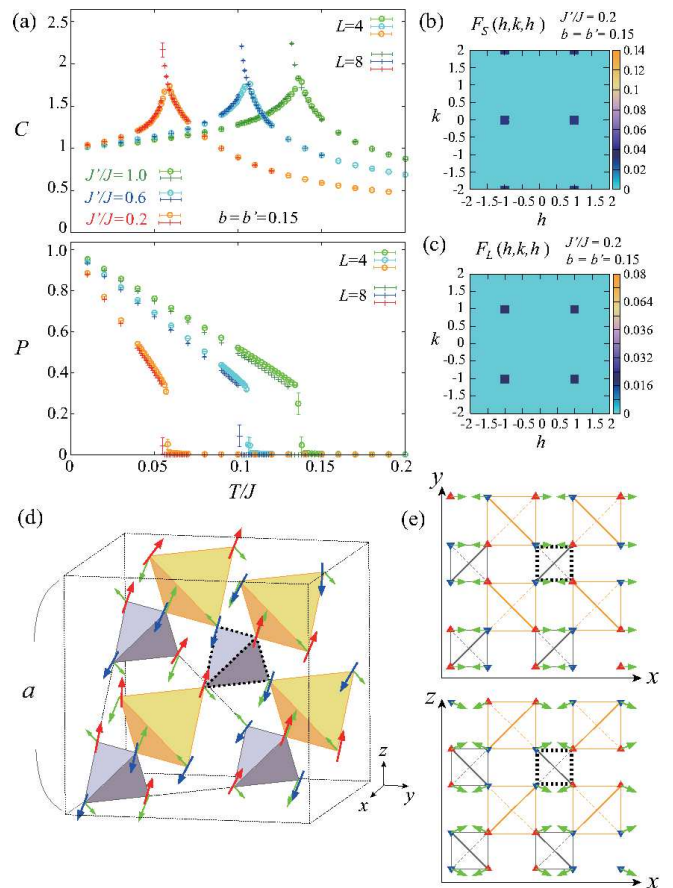 (a)
2.5
2
C 1.5
1
0.5
L=4
L=8
J'/J=1.0
J'/J=0.6
J'/J=0.2
b=b'=0.15
1.0
0.8
0.6
P
0.4
0.2
0
L=4
L=8
0 0.05 0.1 0.15 0.2
T/J
(b) F_S(h,k,h) J'/J=0.2
b=b'=0.15
2
1.5
1
0.5
k 0
-0.5
-1
-1.5
-2
-2 -1.5 -1 -0.5 0 0.5 1 1.5 2
h
0.14
0.12
0.1
0.08
0.06
0.04
0.02
0
(c) F_L(h,k,h) J'/J=0.2
b=b'=0.15
2
1.5
1
0.5
k 0
-0.5
-1
-1.5
-2
-2 -1.5 -1 -0.5 0 0.5 1 1.5 2
h
0.08
0.064
0.036
0.032
0.016
0
(d)
a
z
x y
(e)
y
x
z
x